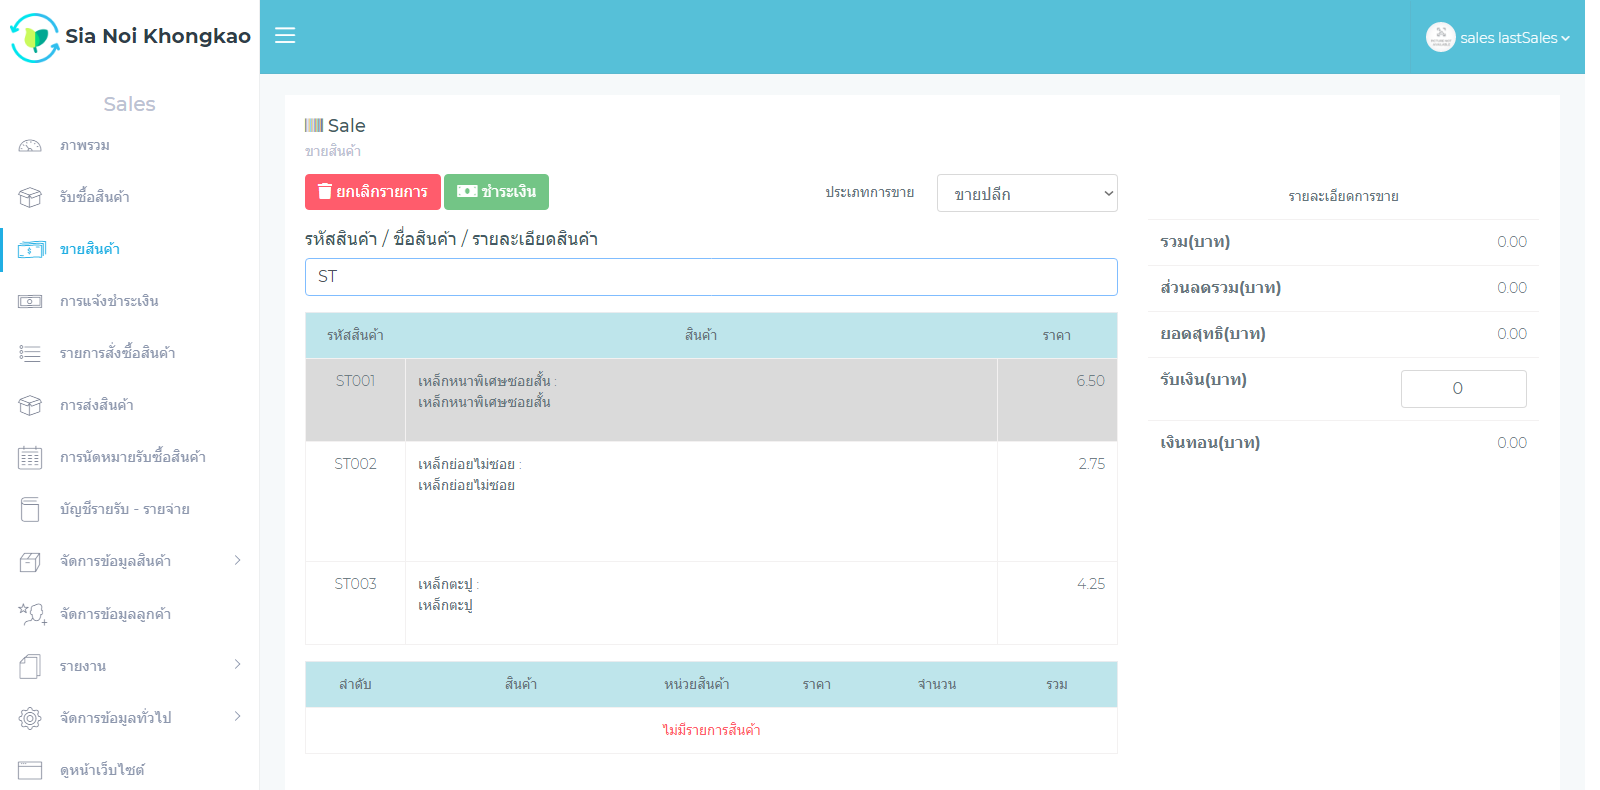 Sia Noi Khongkao
sales lastSales
Sales
ภาพรวม
รับซื้อสินค้า
ขายสินค้า
การแจ้งชำระเงิน
รายการสั่งซื้อสินค้า
การส่งสินค้า
การนัดหมายรับซื้อสินค้า
บัญชีรายรับ - รายจ่าย
จัดการข้อมูลสินค้า
จัดการข้อมูลลูกค้า
รายงาน
จัดการข้อมูลทั่วไป
ดูหน้าเว็บไซต์
Sale
ขายสินค้า
ยกเลิกรายการ ชำระเงิน
ประเภทการขาย ขายปลีก
รหัสสินค้า / ชื่อสินค้า / รายละเอียดสินค้า
ST
รหัสสินค้า สินค้า ราคา
ST001 เหล็กหนาพิเศษซอยสั้น : 6.50
เหล็กหนาพิเศษซอยสั้น
ST002 เหล็กย่อยไม่ซอย : 2.75
เหล็กย่อยไม่ซอย
ST003 เหล็กตะปู : 4.25
เหล็กตะปู
ลำดับ สินค้า หน่วยสินค้า ราคา จำนวน รวม
ไม่มีรายการสินค้า
รายละเอียดการขาย
รวม(บาท) 0.00
ส่วนลดรวม(บาท) 0.00
ยอดสุทธิ(บาท) 0.00
รับเงิน(บาท) 0
เงินทอน(บาท) 0.00